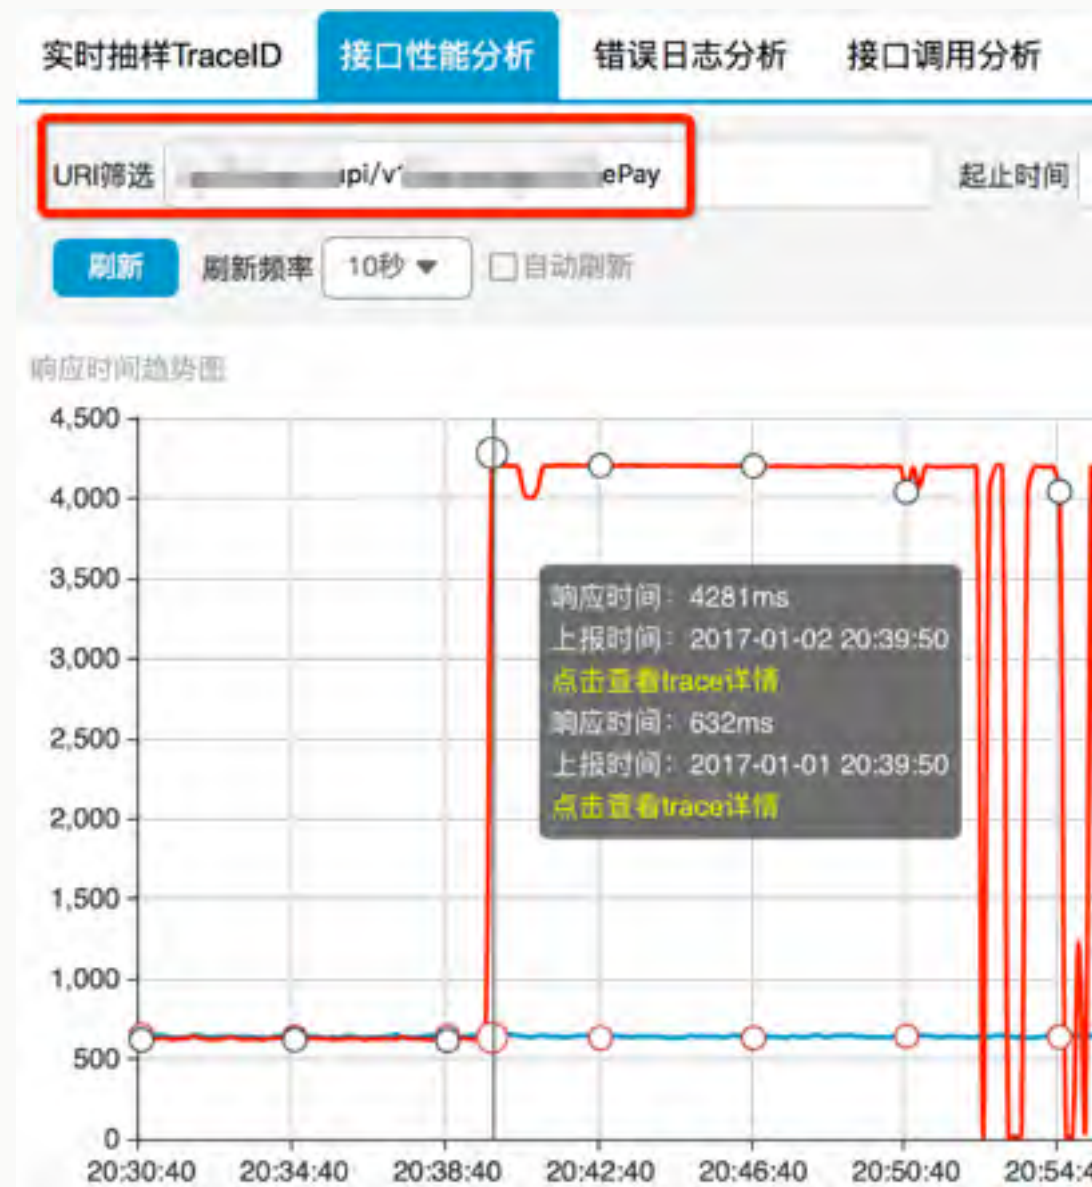 实时抽样TraceID 接口性能分析 错误日志分析 接口调用分析
URI筛选 api/v ePay 起止时间
刷新 刷新频率 10秒 自动刷新
响应时间趋势图
4,500
4,000
3,500
3,000
2,500
2,000
1,500
1,000
500
0
响应时间：4281ms
上报时间：2017-01-02 20:39:50
点击查看trace详情
响应时间：632ms
上报时间：2017-01-01 20:39:50
点击查看trace详情
20:30:40 20:34:40 20:38:40 20:42:40 20:46:40 20:50:40 20:54:4